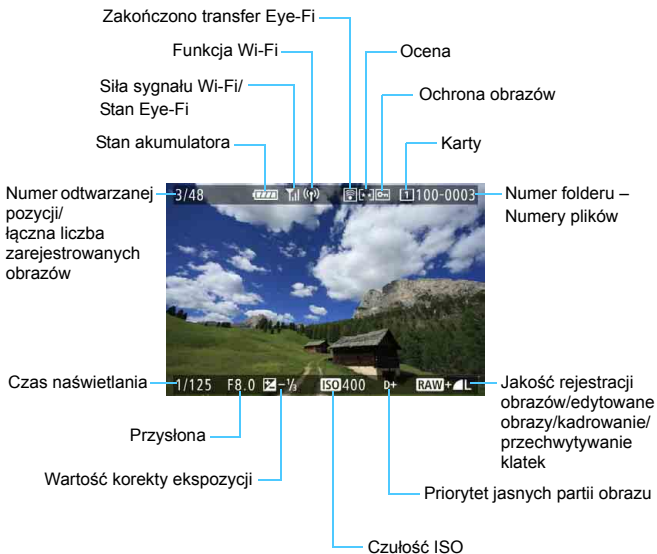 Zakończono transfer Eye-Fi
Funkcja Wi-Fi
Ocena
Siła sygnału Wi-Fi/
Stan Eye-Fi
Ochrona obrazów
Stan akumulatora
Karty
Numer odtwarzanej
pozycji/
łączna liczba
zarejestrowanych
obrazów
3/48
1 100-0003
Numer folderu –
Numery plików
Czas naświetlania
1/125 F8.0 -⅓ ISO 400 D+ RAW + L
Jakość rejestracji
obrazów/edytowane
obrazy/kadrowanie/
przechwytywanie
klatek
Przysłona
Wartość korekty ekspozycji
Priorytet jasnych partii obrazu
Czułość ISO